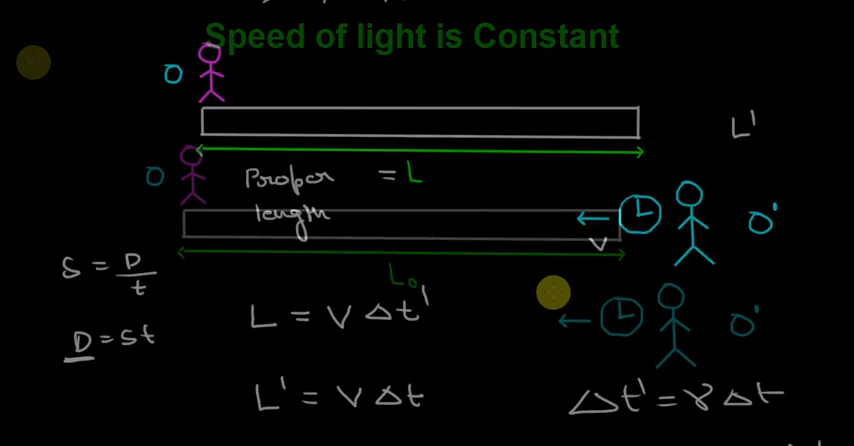 Speed of light is Constant
O
L'
Proper = L
length
O
V
O'
L₀
S = D/t
L = V Δt'
O'
D = St
L' = V Δt
Δt' = γ Δt